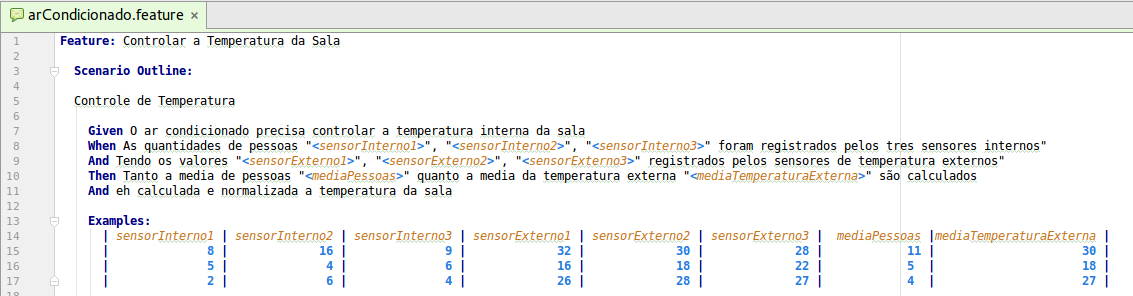 arCondicionado.feature ×
1 Feature: Controlar a Temperatura da Sala
2
3 Scenario Outline:
4
5 Controle de Temperatura
6
7 Given O ar condicionado precisa controlar a temperatura interna da sala
8 When As quantidades de pessoas "<sensorInterno1>", "<sensorInterno2>", "<sensorInterno3>" foram registrados pelos tres sensores internos"
9 And Tendo os valores "<sensorExterno1>", "<sensorExterno2>", "<sensorExterno3>" registrados pelos sensores de temperatura externos"
10 Then Tanto a media de pessoas "<mediaPessoas>" quanto a media da temperatura externa "<mediaTemperaturaExterna>" são calculados
11 And eh calculada e normalizada a temperatura da sala
12
13 Examples:
14 | sensorInterno1 | sensorInterno2 | sensorInterno3 | sensorExterno1 | sensorExterno2 | sensorExterno3 | mediaPessoas |mediaTemperaturaExterna |
15 | 8 | 16 | 9 | 32 | 30 | 28 | 11 | 30 |
16 | 5 | 4 | 6 | 16 | 18 | 22 | 5 | 18 |
17 | 2 | 6 | 4 | 26 | 28 | 27 | 4 | 27 |
18